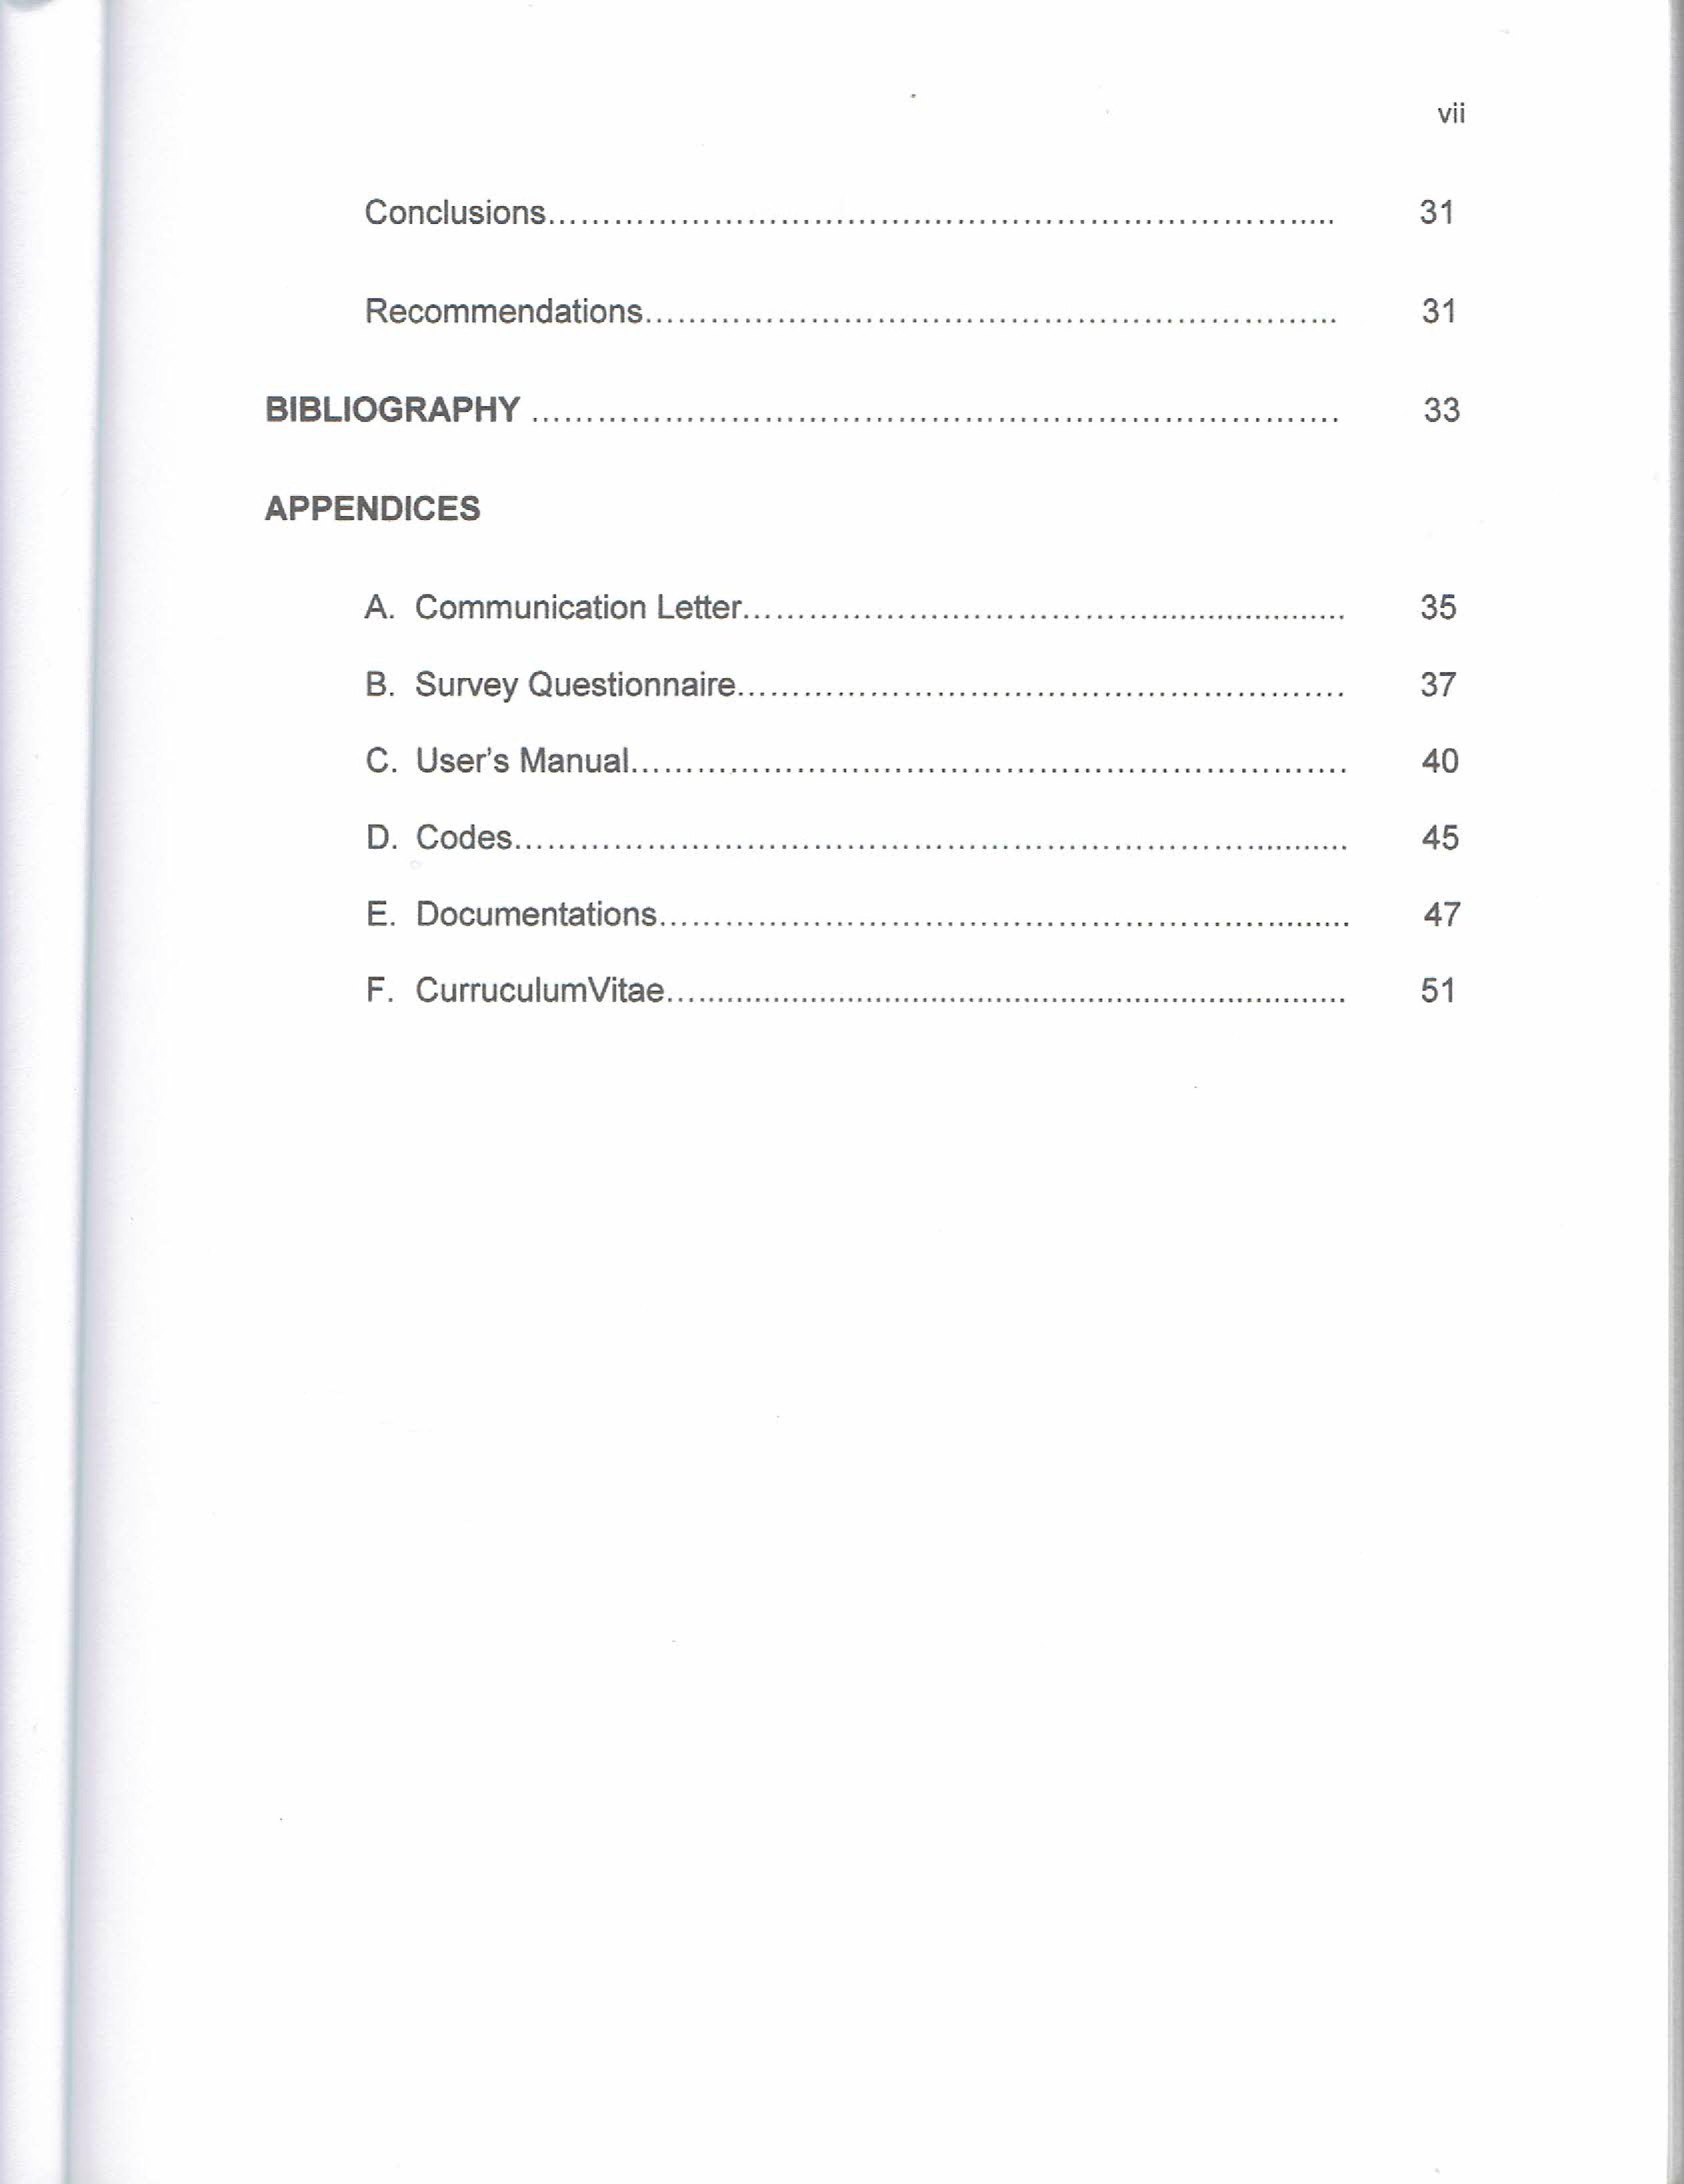 vii
Conclusions........................................................................ 31
Recommendations............................................................... 31
BIBLIOGRAPHY ......................................................................... 33
APPENDICES
A. Communication Letter....................................................... 35
B. Survey Questionnaire....................................................... 37
C. User's Manual................................................................. 40
D. Codes............................................................................ 45
E. Documentations............................................................... 47
F. CurruculumVitae.............................................................. 51